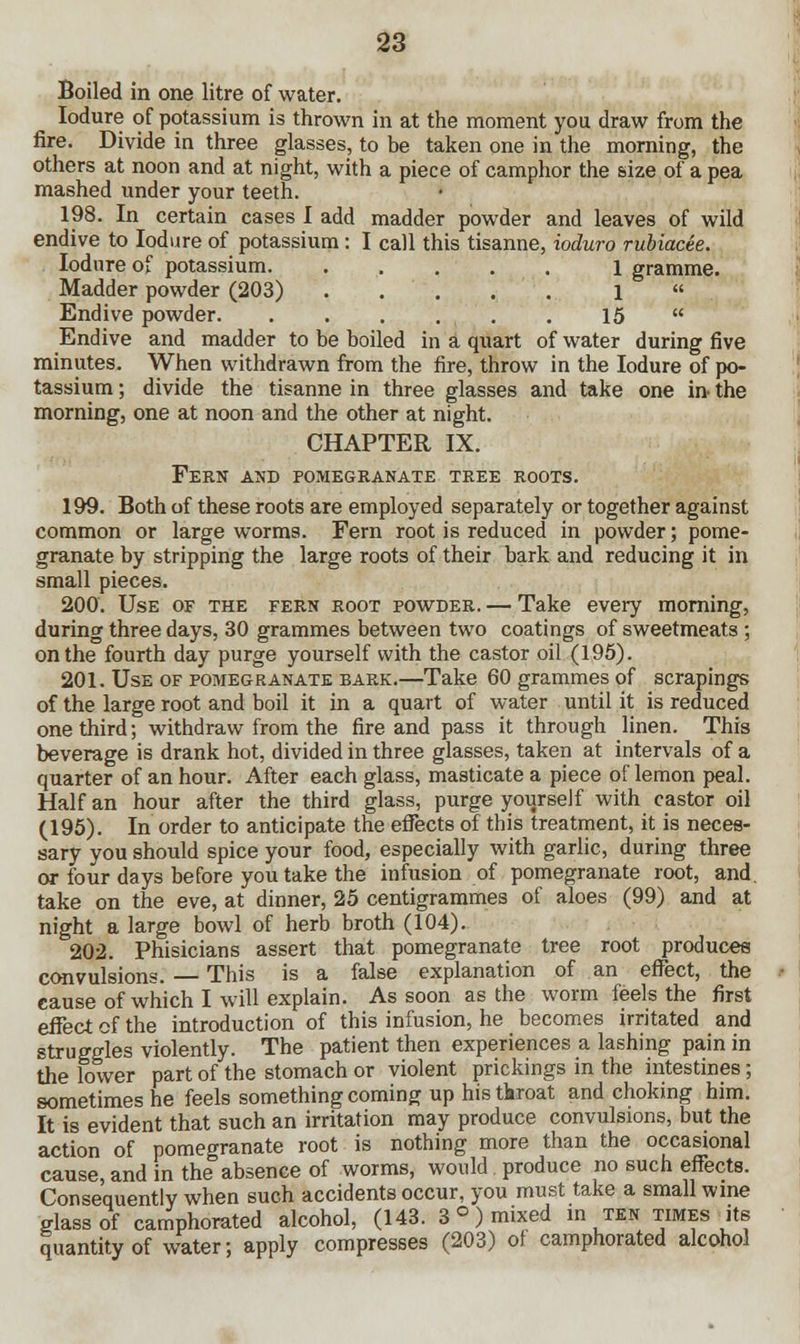 23
Boiled in one litre of water.
Iodure of potassium is thrown in at the moment you draw from the
fire. Divide in three glasses, to be taken one in the morning, the
others at noon and at night, with a piece of camphor the size of a pea
mashed under your teeth.
198. In certain cases I add madder powder and leaves of wild
endive to Iodure of potassium: I call this tisanne, ioduro rubiacée.
Iodure of potassium. . . . . . 1 gramme.
Madder powder (203) . . . . . 1 "
Endive powder. . . . . . . 15 "
Endive and madder to be boiled in a quart of water during five
minutes. When withdrawn from the fire, throw in the Iodure of po-
tassium; divide the tisanne in three glasses and take one in the
morning, one at noon and the other at night.
CHAPTER IX.
FERN AND POMEGRANATE TREE ROOTS.
199. Both of these roots are employed separately or together against
common or large worms. Fern root is reduced in powder; pome-
granate by stripping the large roots of their bark and reducing it in
small pieces.
200. USE OF THE FERN ROOT POWDER.—Take every morning,
during three days, 30 grammes between two coatings of sweetmeats;
on the fourth day purge yourself with the castor oil (195).
201. USE OF POMEGRANATE BARK.—Take 60 grammes of scrapings
of the large root and boil it in a quart of water until it is reduced
one third; withdraw from the fire and pass it through linen. This
beverage is drank hot, divided in three glasses, taken at intervals of a
quarter of an hour. After each glass, masticate a piece of lemon peal.
Half an hour after the third glass, purge yourself with castor oil
(195). In order to anticipate the effects of this treatment, it is neces-
sary you should spice your food, especially with garlic, during three
or four days before you take the infusion of pomegranate root, and
take on the eve, at dinner, 25 centigrammes of aloes (99) and at
night a large bowl of herb broth (104).
202. Phisicians assert that pomegranate tree root produces
convulsions.—This is a false explanation of an effect, the
cause of which I will explain. As soon as the worm feels the first
effect of the introduction of this infusion, he becomes irritated and
struggles violently. The patient then experiences a lashing pain in
the lower part of the stomach or violent prickings in the intestines;
sometimes he feels something coming up his throat and choking him.
It is evident that such an irritation may produce convulsions, but the
action of pomegranate root is nothing more than the occasional
cause, and in the absence of worms, would produce no such effects.
Consequently when such accidents occur, you must take a small wine
glass of camphorated alcohol, (143. 3°) mixed in TEN TIMES its
quantity of water; apply compresses (203) of camphorated alcohol